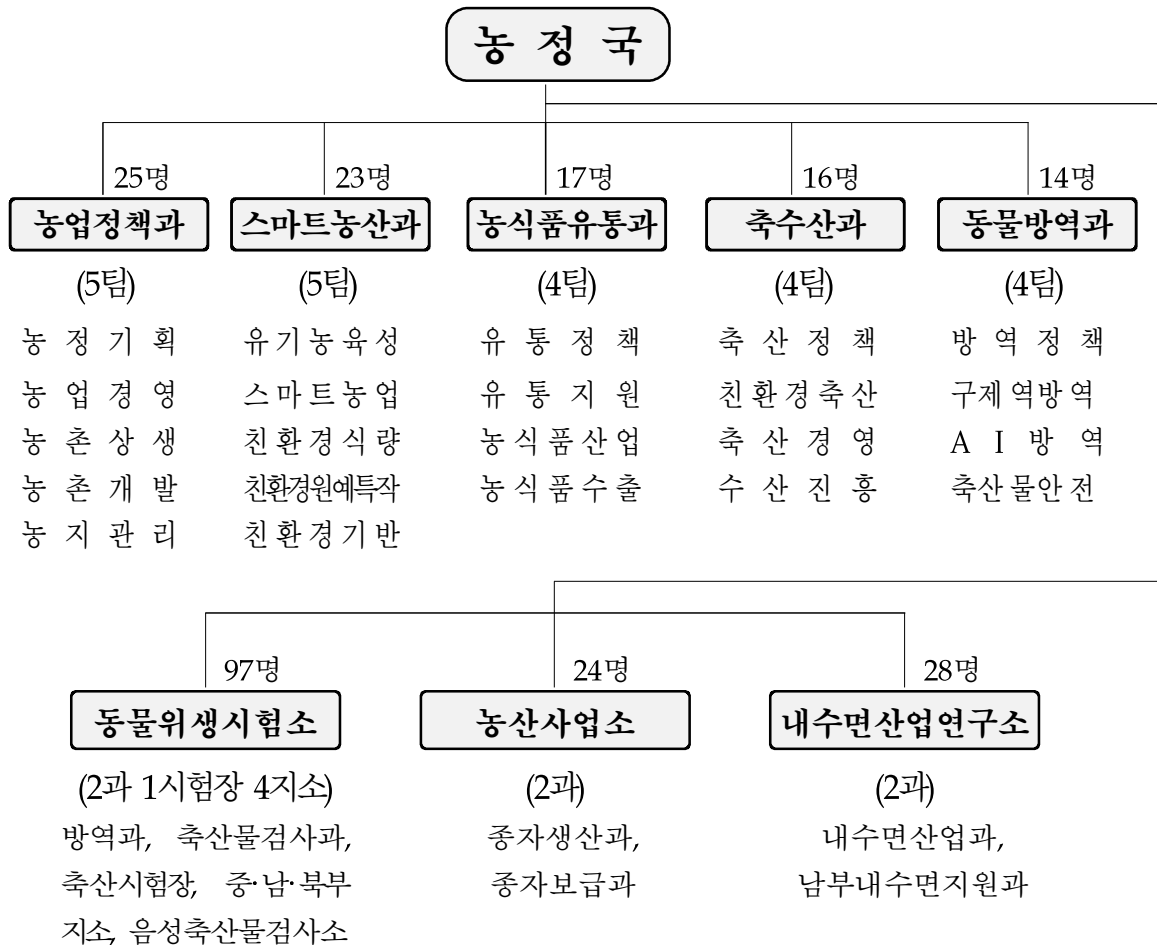 농 정 국
25명 23명 17명 16명 14명
농업정책과 스마트농산과 농식품유통과 축수산과 동물방역과
(5팀) (5팀) (4팀) (4팀) (4팀)
농 정 기 획 유기농육성 유 통 정 책 축 산 정 책 방 역 정 책
농 업 경 영 스마트농업 유 통 지 원 친환경축산 구제역방역
농 촌 상 생 친환경식량 농식품산업 축 산 경 영 A I 방 역
농 촌 개 발 친환경원예특작 농식품수출 수 산 진 흥 축산물안전
농 지 관 리 친환경기반
97명 24명 28명
동물위생시험소 농산사업소 내수면산업연구소
(2과 1시험장 4지소) (2과) (2과)
방역과, 축산물검사과, 종자생산과, 내수면산업과,
축산시험장, 중·남·북부 종자보급과 남부내수면지원과
지소, 음성축산물검사소